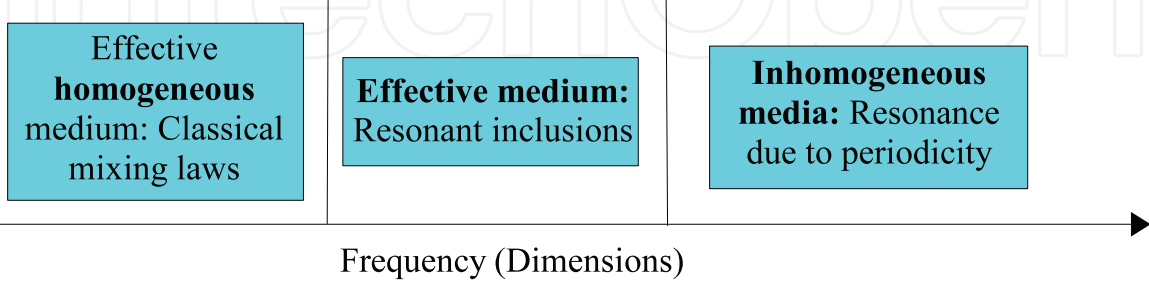 Effective
homogeneous
medium: Classical
mixing laws
Effective medium:
Resonant inclusions
Inhomogeneous
media: Resonance
due to periodicity
Frequency (Dimensions)